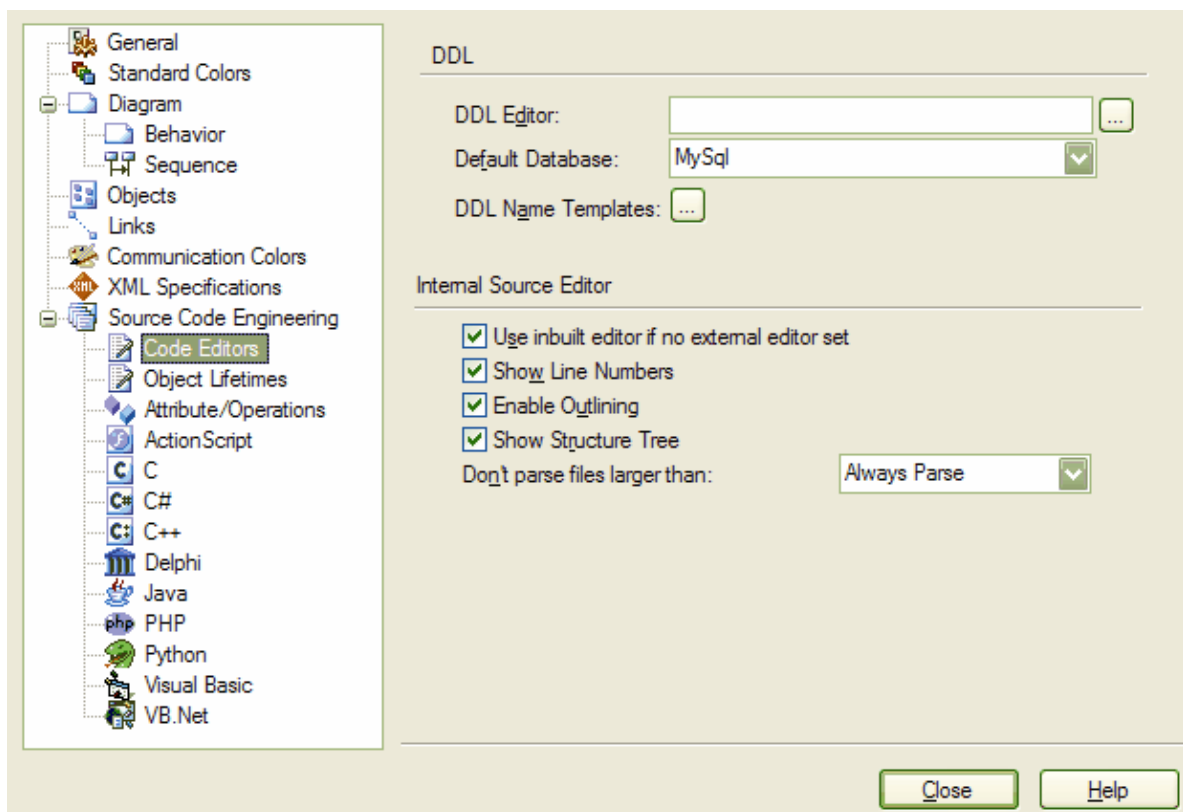 General
Standard Colors
Diagram
Behavior
Sequence
Objects
Links
Communication Colors
XML Specifications
Source Code Engineering
Code Editors
Object Lifetimes
Attribute/Operations
ActionScript
C
C#
C++
Delphi
Java
PHP
Python
Visual Basic
VB.Net
DDL
DDL Editor: ...
Default Database: MySql
DDL Name Templates: ...
Internal Source Editor
Use inbuilt editor if no external editor set
Show Line Numbers
Enable Outlining
Show Structure Tree
Don't parse files larger than: Always Parse
Close Help